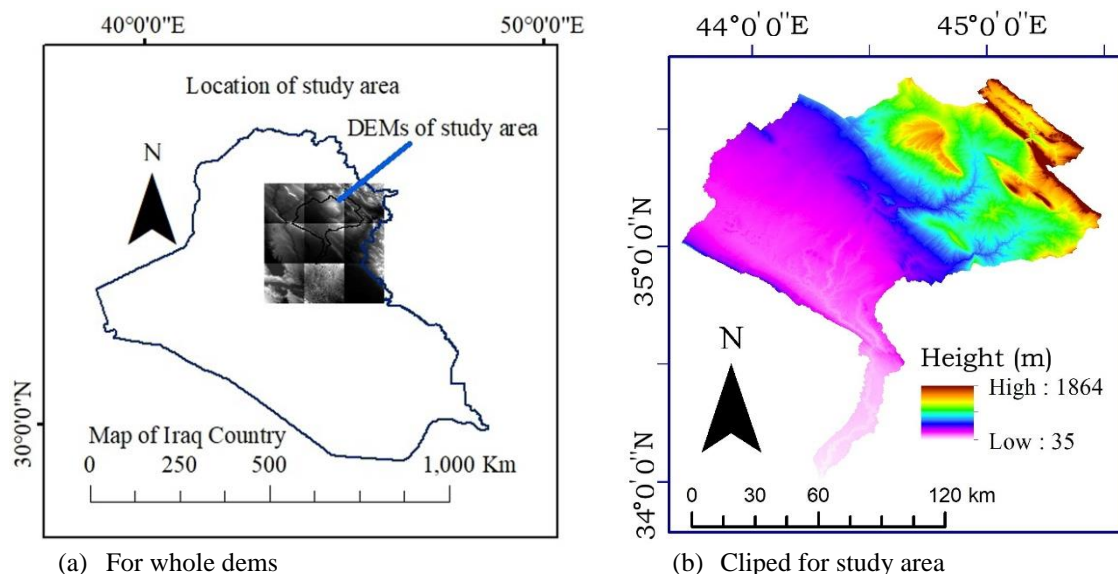 40°0'0"E
50°0'0"E
Location of study area
DEMs of study area
N
30°0'0"N
Map of Iraq Country
0 250 500 1,000 Km
(a) For whole dems
44°0'0"E
45°0'0"E
35°0'0"N
34°0'0"N
N
Height (m)
High : 1864
Low : 35
0 30 60 120 km
(b) Cliped for study area